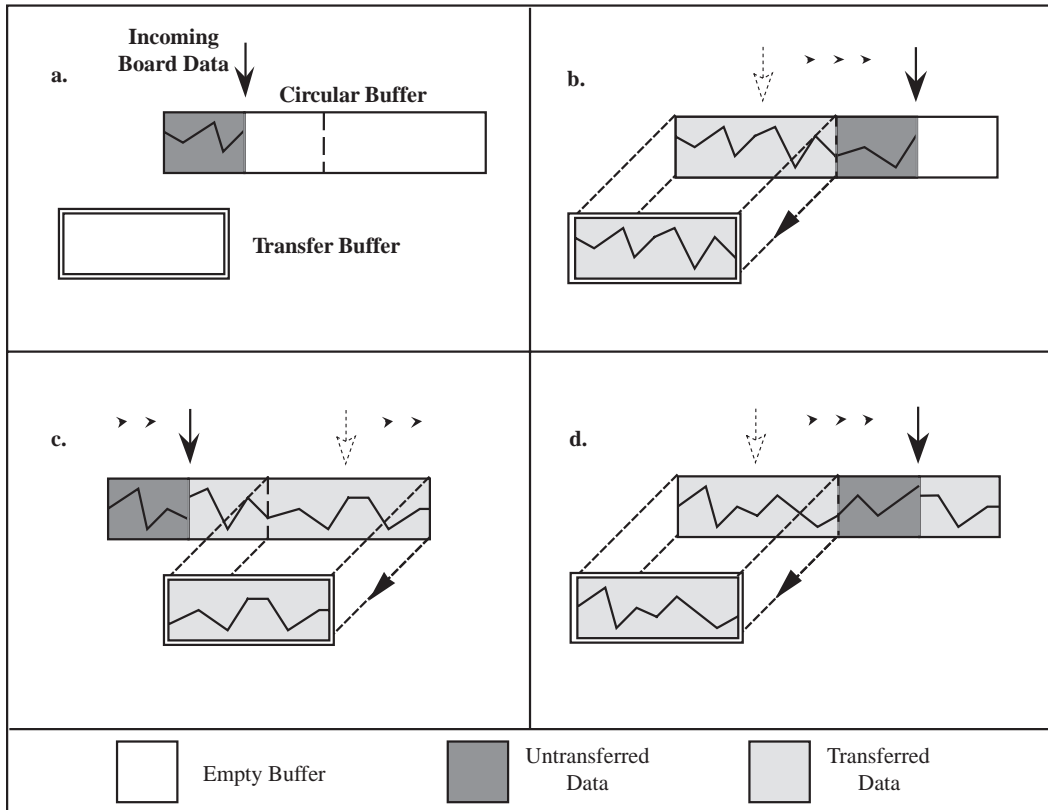 a.
Incoming
Board Data
Circular Buffer
Transfer Buffer
b.
c.
d.
Empty Buffer
Untransferred
Data
Transferred
Data